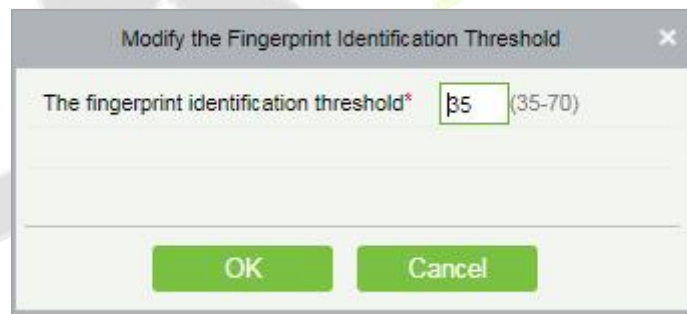 Modify the Fingerprint Identification Threshold
The fingerprint identification threshold* 35 (35-70)
OK Cancel